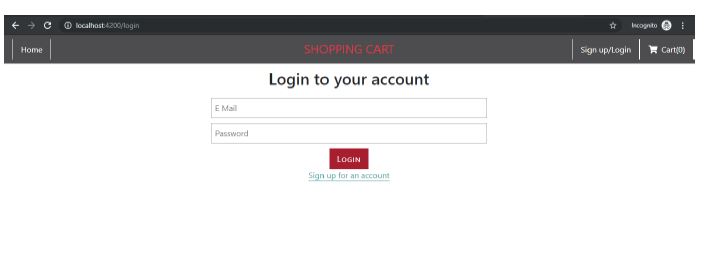 localhost:4200/login
Incognito
Home
SHOPPING CART
Sign up/Login
Cart(0)
Login to your account
E Mail
Password
LOGIN
Sign up for an account